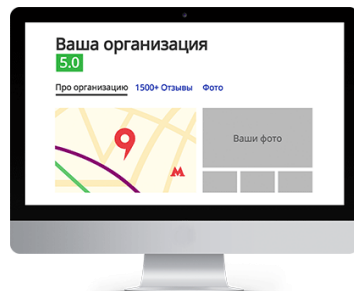 Ваша организация
5.0
Про организацию 1500+ Отзывы Фото
Ваши фото
М